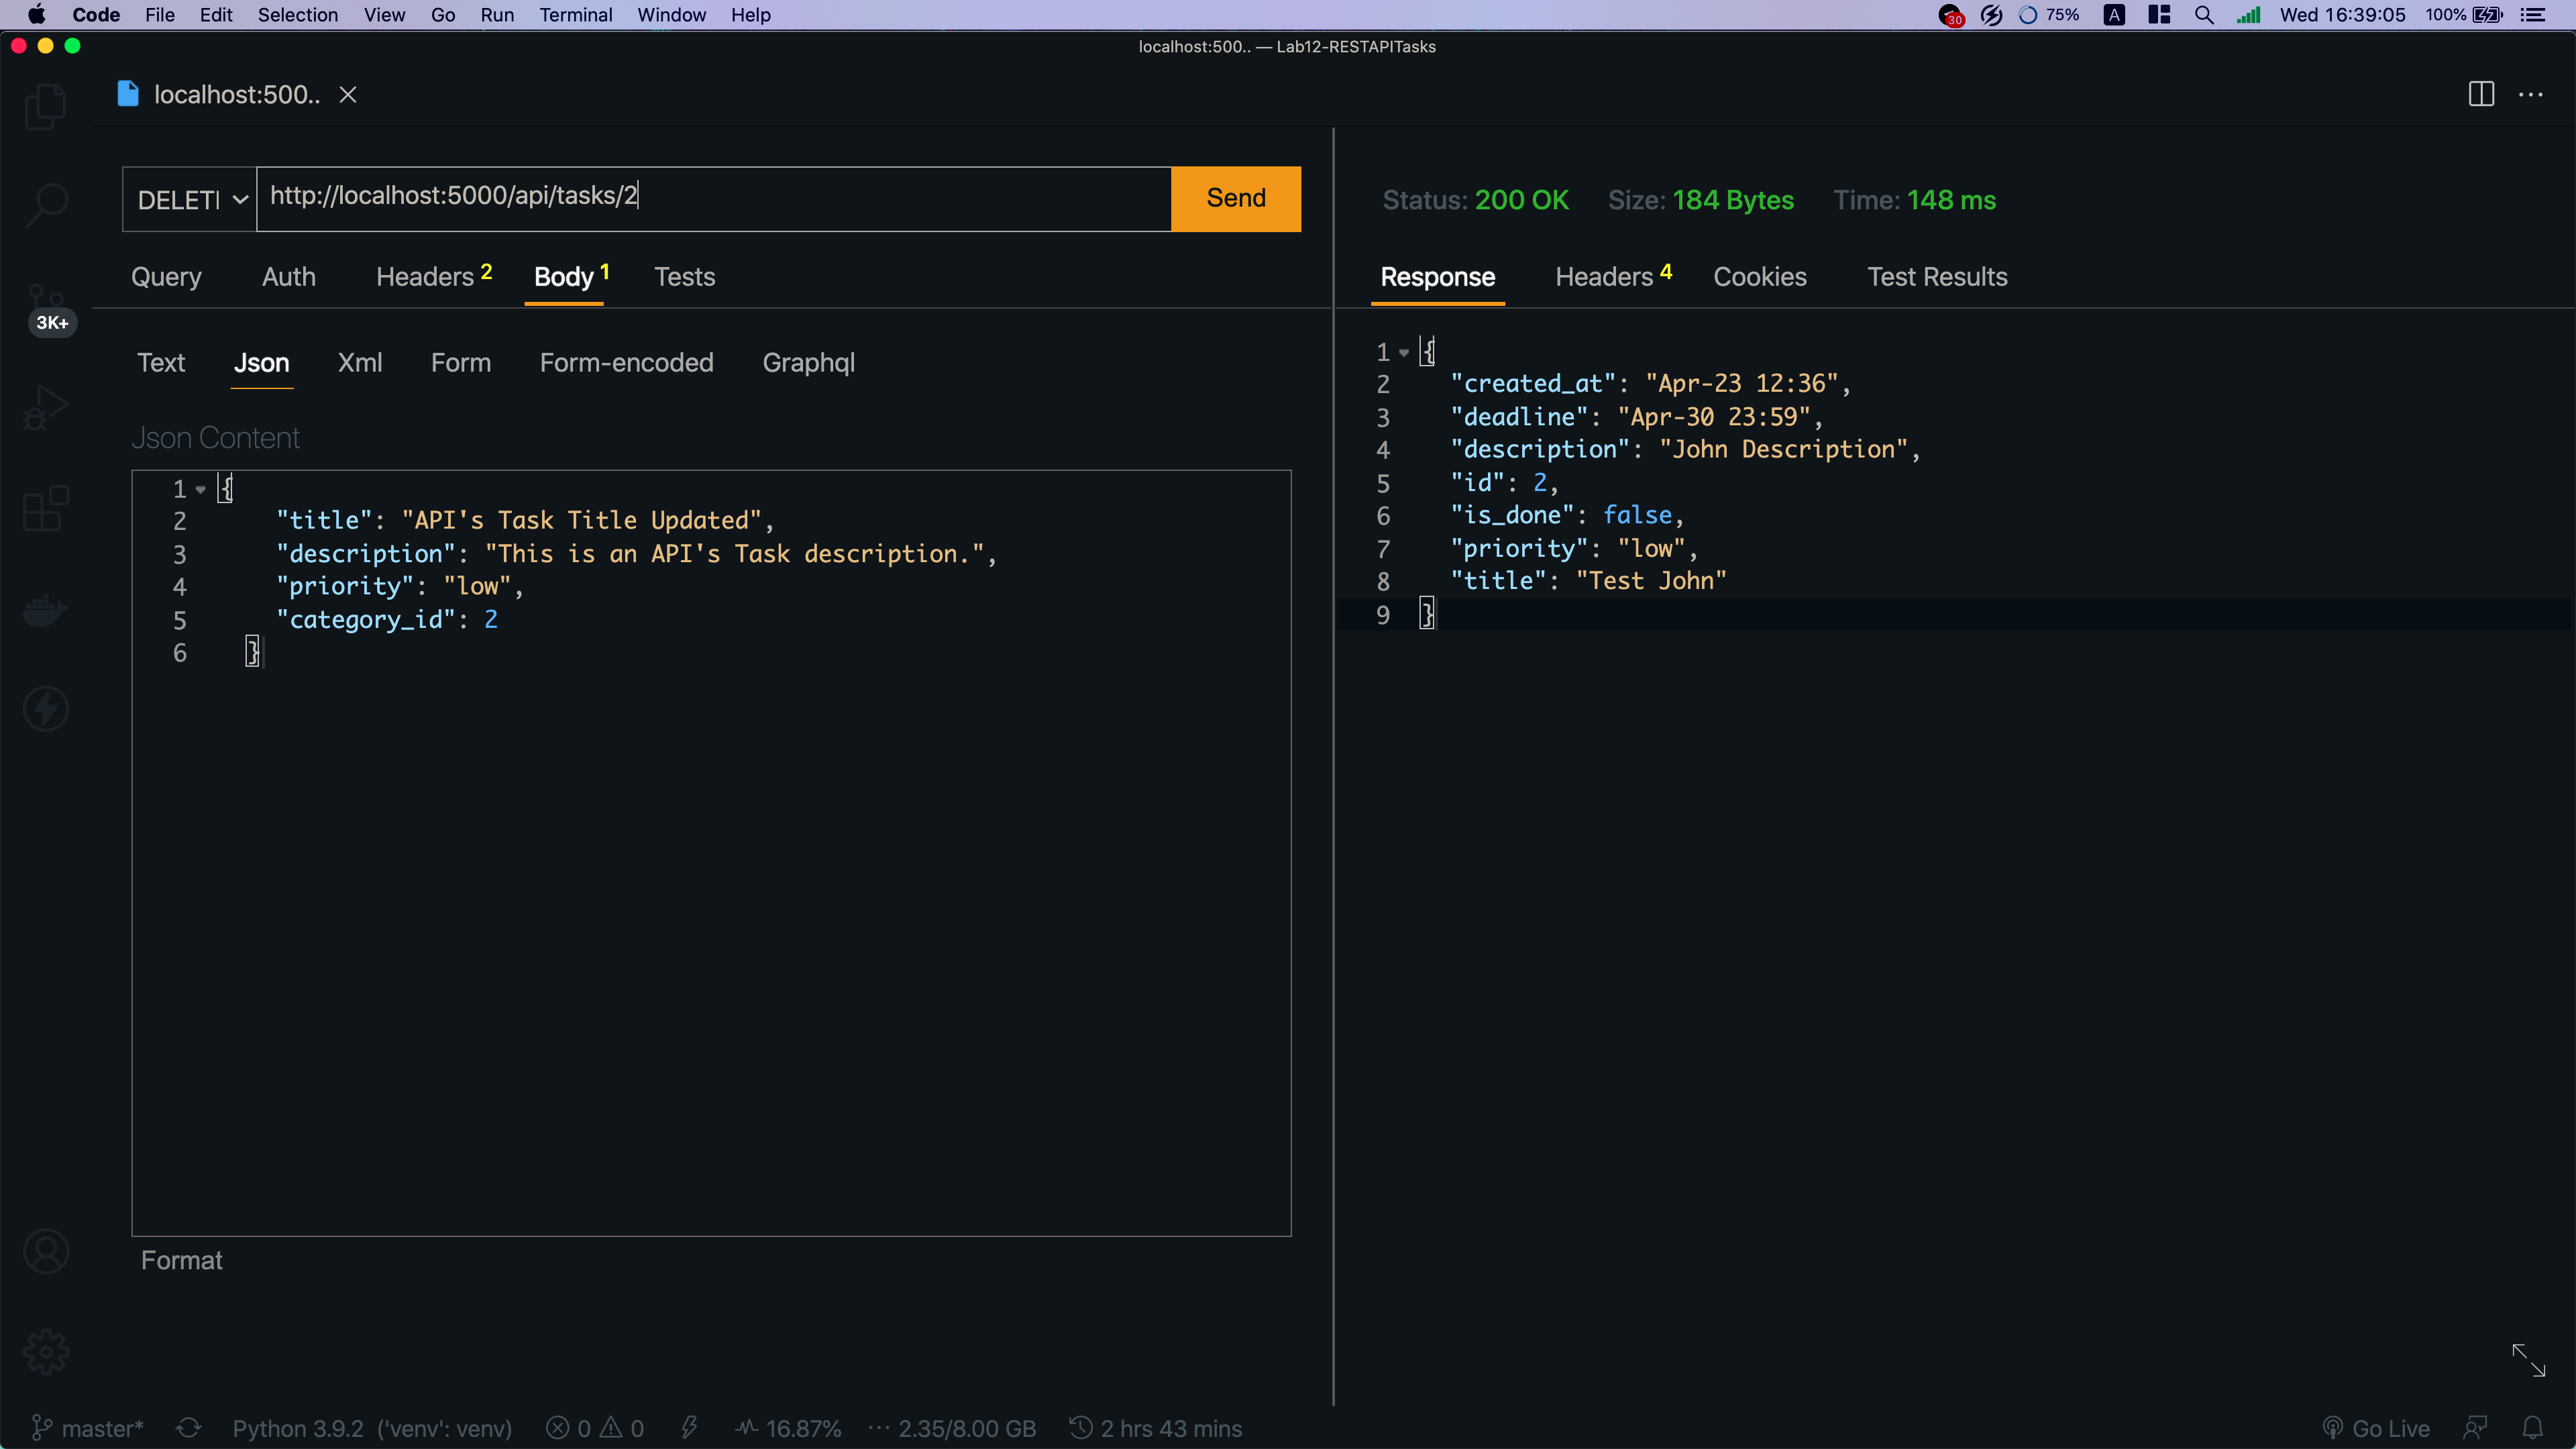 Code File Edit Selection View Go Run Terminal Window Help 30 75% A Wed 16:39:05 100%
localhost:500.. — Lab12-RESTAPITasks
localhost:500..
DELETI http://localhost:5000/api/tasks/2 Send
Status: 200 OK Size: 184 Bytes Time: 148 ms
Query Auth Headers 2 Body 1 Tests
Response Headers 4 Cookies Test Results
3K+
Text Json Xml Form Form-encoded Graphql
Json Content
1 {
2 "title": "API's Task Title Updated",
3 "description": "This is an API's Task description.",
4 "priority": "low",
5 "category_id": 2
6 }
Format
1 {
2 "created_at": "Apr-23 12:36",
3 "deadline": "Apr-30 23:59",
4 "description": "John Description",
5 "id": 2,
6 "is_done": false,
7 "priority": "low",
8 "title": "Test John"
9 }
master* Python 3.9.2 ('venv': venv) 0 0 16.87% 2.35/8.00 GB 2 hrs 43 mins Go Live